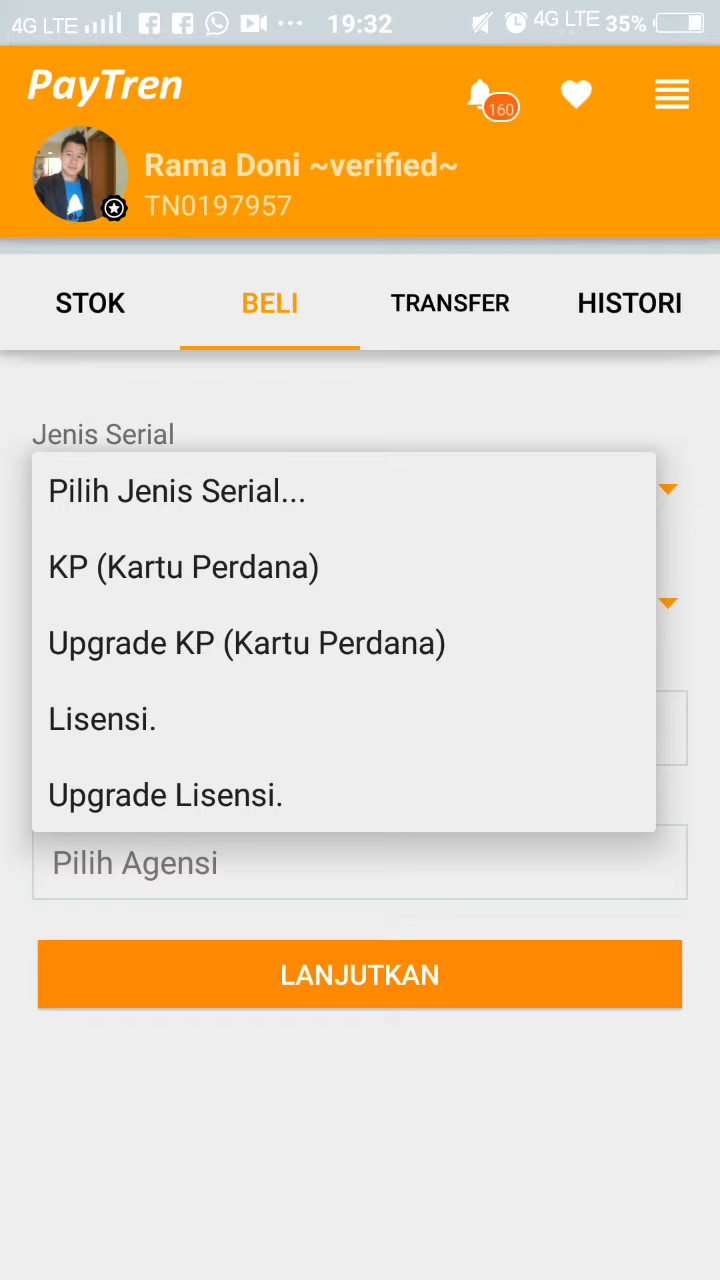 4G LTE ... 19:32 4G LTE 35%
PayTren
160
Rama Doni ~verified~
TN0197957
STOK BELI TRANSFER HISTORI
Jenis Serial
Pilih Jenis Serial...
KP (Kartu Perdana)
Upgrade KP (Kartu Perdana)
Lisensi.
Upgrade Lisensi.
Pilih Agensi
LANJUTKAN